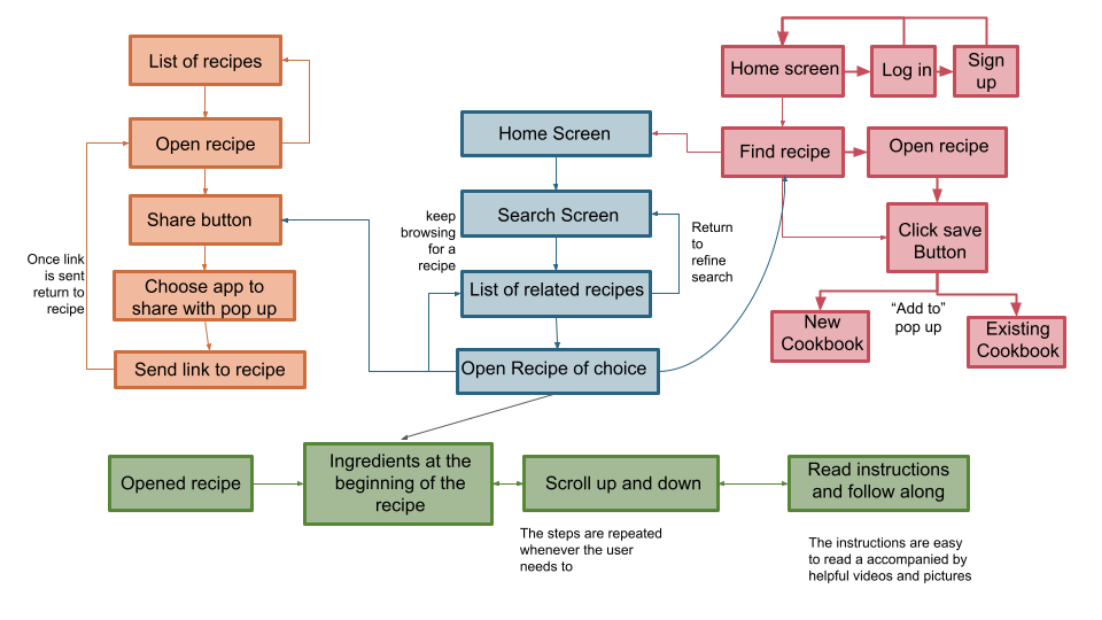 List of recipes
Open recipe
Share button
Choose app to
share with pop up
Send link to recipe
Once link
is sent
return to
recipe
Home Screen
Search Screen
List of related recipes
Open Recipe of choice
keep
browsing
for a
recipe
Return
to
refine
search
Home screen
Log in
Sign
up
Find recipe
Open recipe
Click save
Button
New
Cookbook
“Add to”
pop up
Existing
Cookbook
Opened recipe
Ingredients at the
beginning of the
recipe
Scroll up and down
Read instructions
and follow along
The steps are repeated
whenever the user
needs to
The instructions are easy
to read a accompanied by
helpful videos and pictures